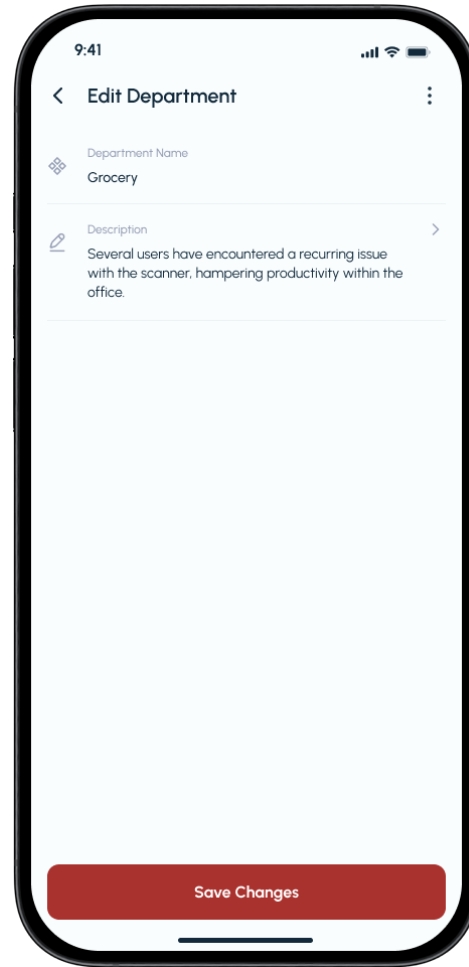 9:41
Edit Department
Department Name
Grocery
Description
Several users have encountered a recurring issue
with the scanner, hampering productivity within the
office.
Save Changes